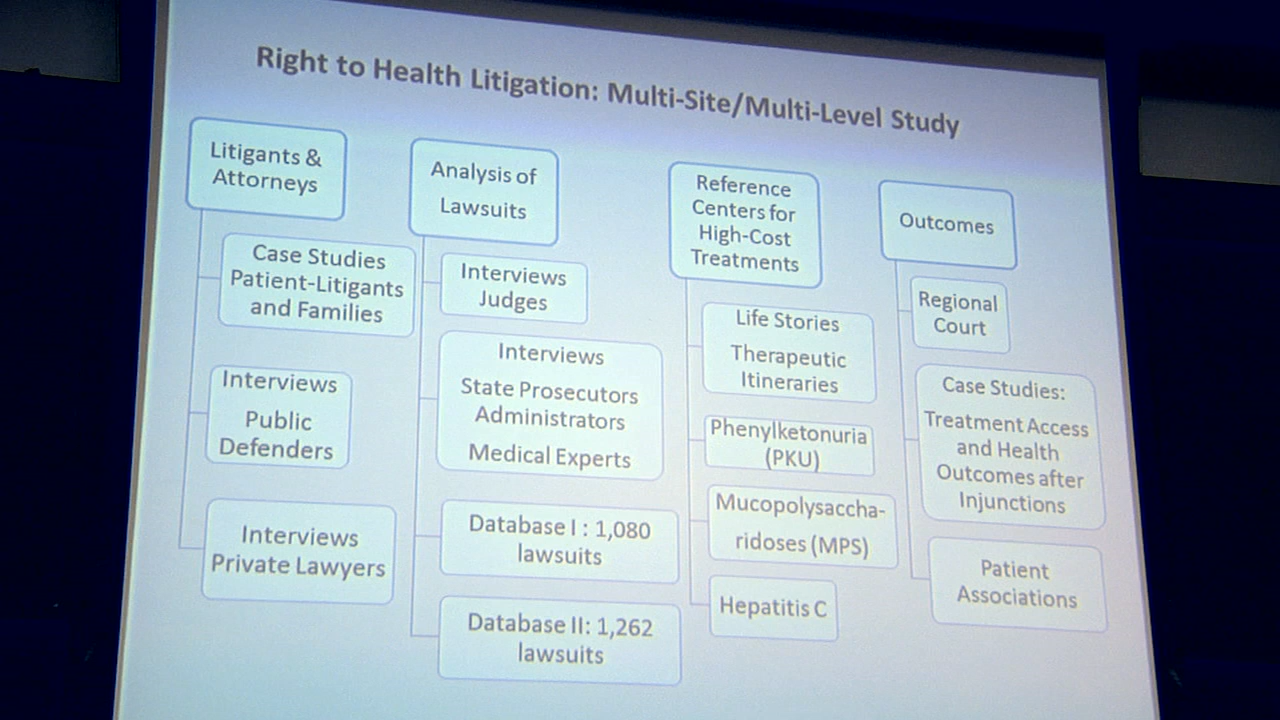 Right to Health Litigation: Multi-Site/Multi-Level Study
Litigants &
Attorneys
Case Studies
Patient-Litigants
and Families
Interviews
Public
Defenders
Interviews
Private Lawyers
Analysis of
Lawsuits
Interviews
Judges
Interviews
State Prosecutors
Administrators
Medical Experts
Database I : 1,080
lawsuits
Database II: 1,262
lawsuits
Reference
Centers for
High-Cost
Treatments
Life Stories
Therapeutic
Itineraries
Phenylketonuria
(PKU)
Mucopolysaccha-
ridoses (MPS)
Hepatitis C
Outcomes
Regional
Court
Case Studies:
Treatment Access
and Health
Outcomes after
Injunctions
Patient
Associations